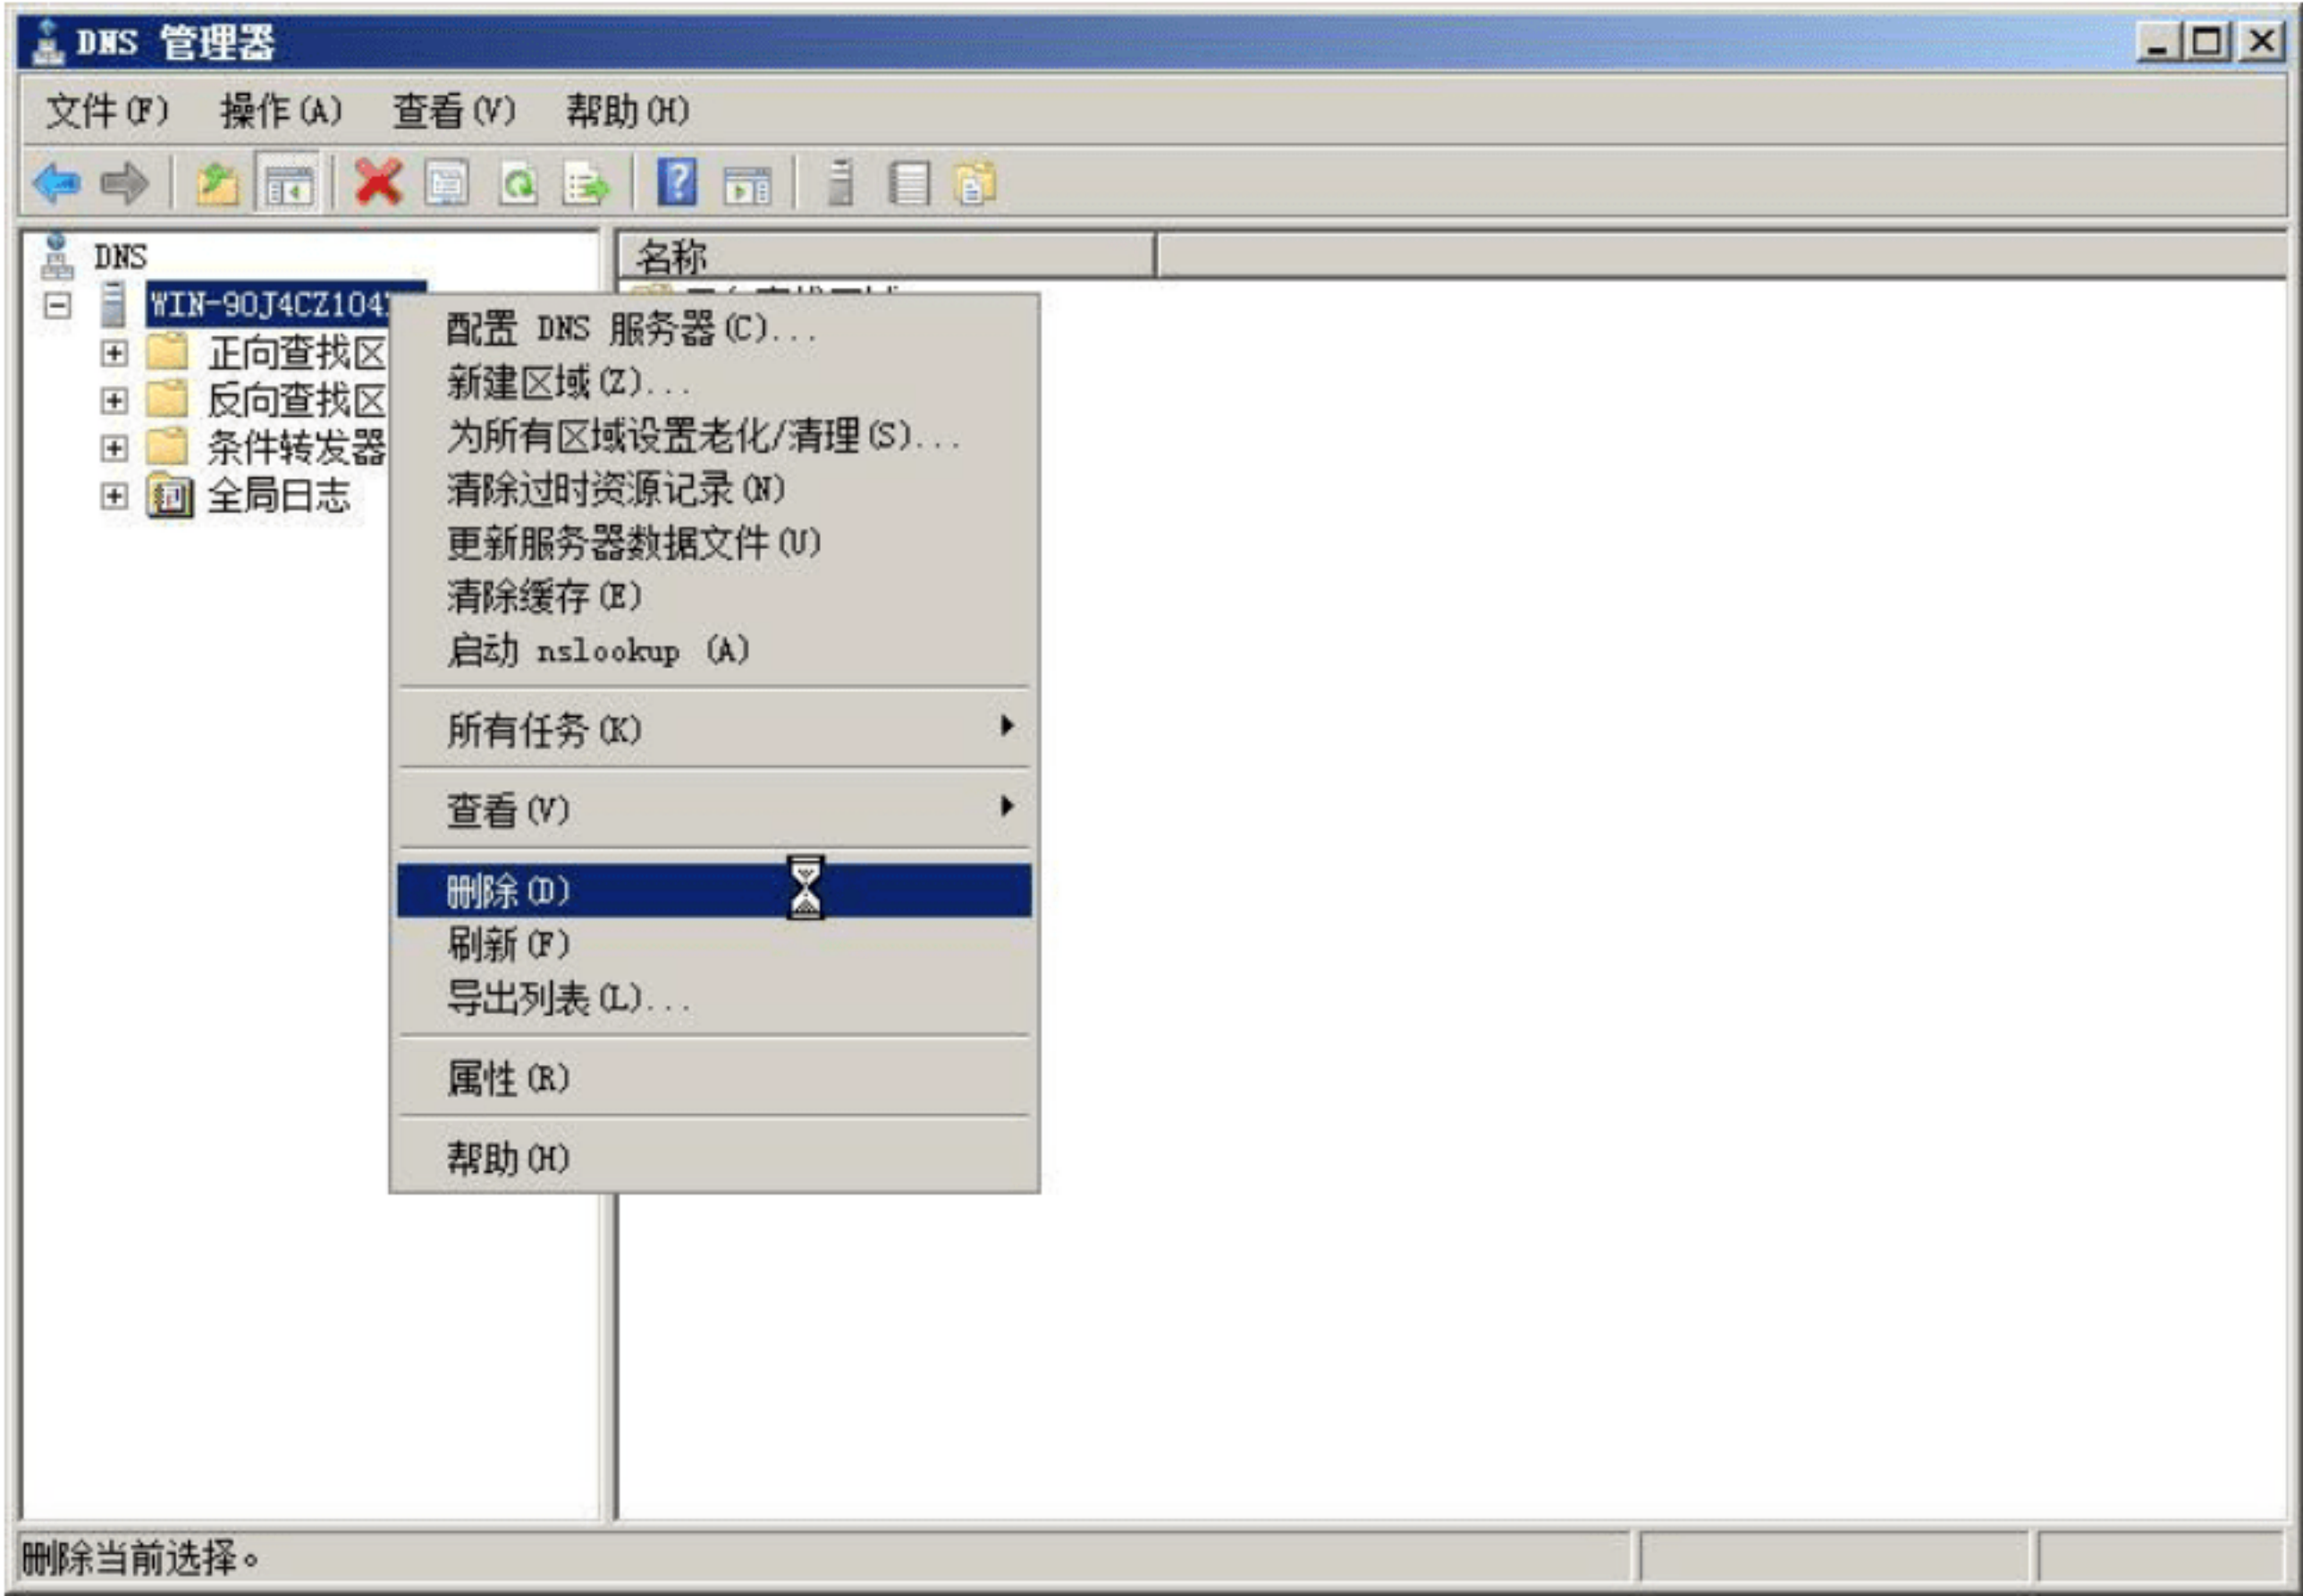 DNS 管理器
文件(F) 操作(A) 查看(V) 帮助(H)
DNS
名称
WIN-90J4CZ104
正向查找区
反向查找区
条件转发器
全局日志
配置 DNS 服务器(C)...
新建区域(Z)...
为所有区域设置老化/清理(S)...
清除过时资源记录(N)
更新服务器数据文件(U)
清除缓存(E)
启动 nslookup (A)
所有任务(K)
查看(V)
删除(D)
刷新(F)
导出列表(L)...
属性(R)
帮助(H)
删除当前选择。